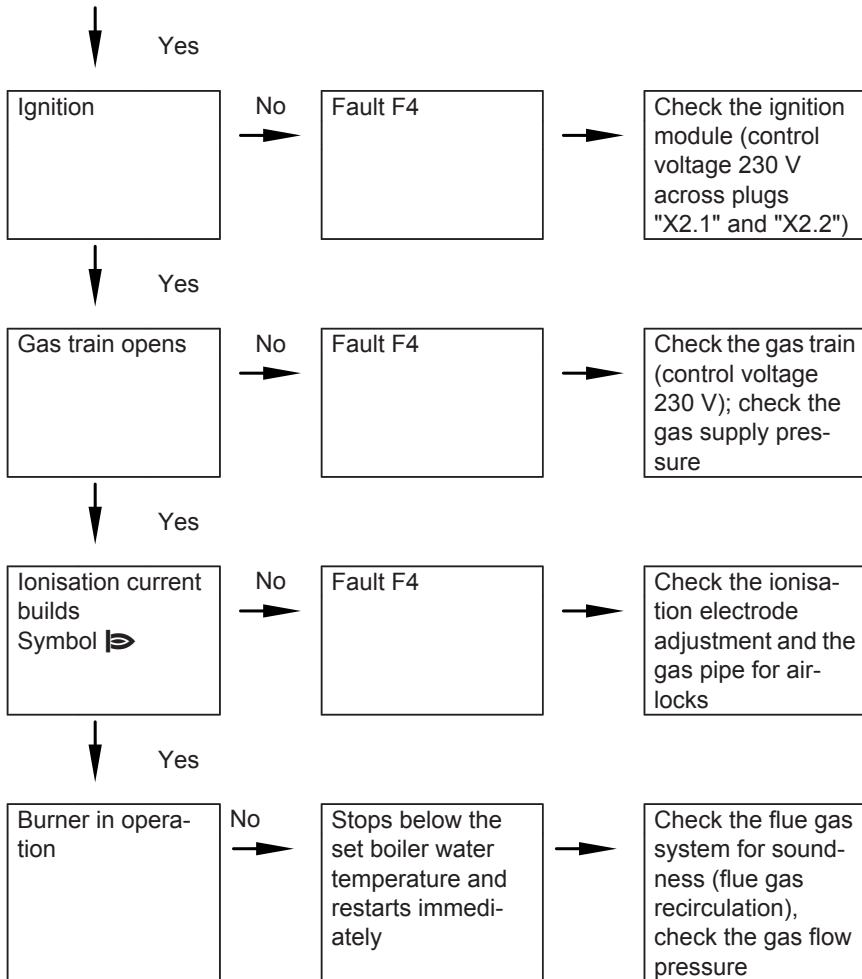 Yes
Ignition
No
Fault F4
Check the ignition
module (control
voltage 230 V
across plugs
"X2.1" and "X2.2")
Yes
Gas train opens
No
Fault F4
Check the gas train
(control voltage
230 V); check the
gas supply pres-
sure
Yes
Ionisation current
builds
Symbol
No
Fault F4
Check the ionisa-
tion electrode
adjustment and the
gas pipe for air-
locks
Yes
Burner in opera-
tion
No
Stops below the
set boiler water
temperature and
restarts immedi-
ately
Check the flue gas
system for sound-
ness (flue gas
recirculation),
check the gas flow
pressure